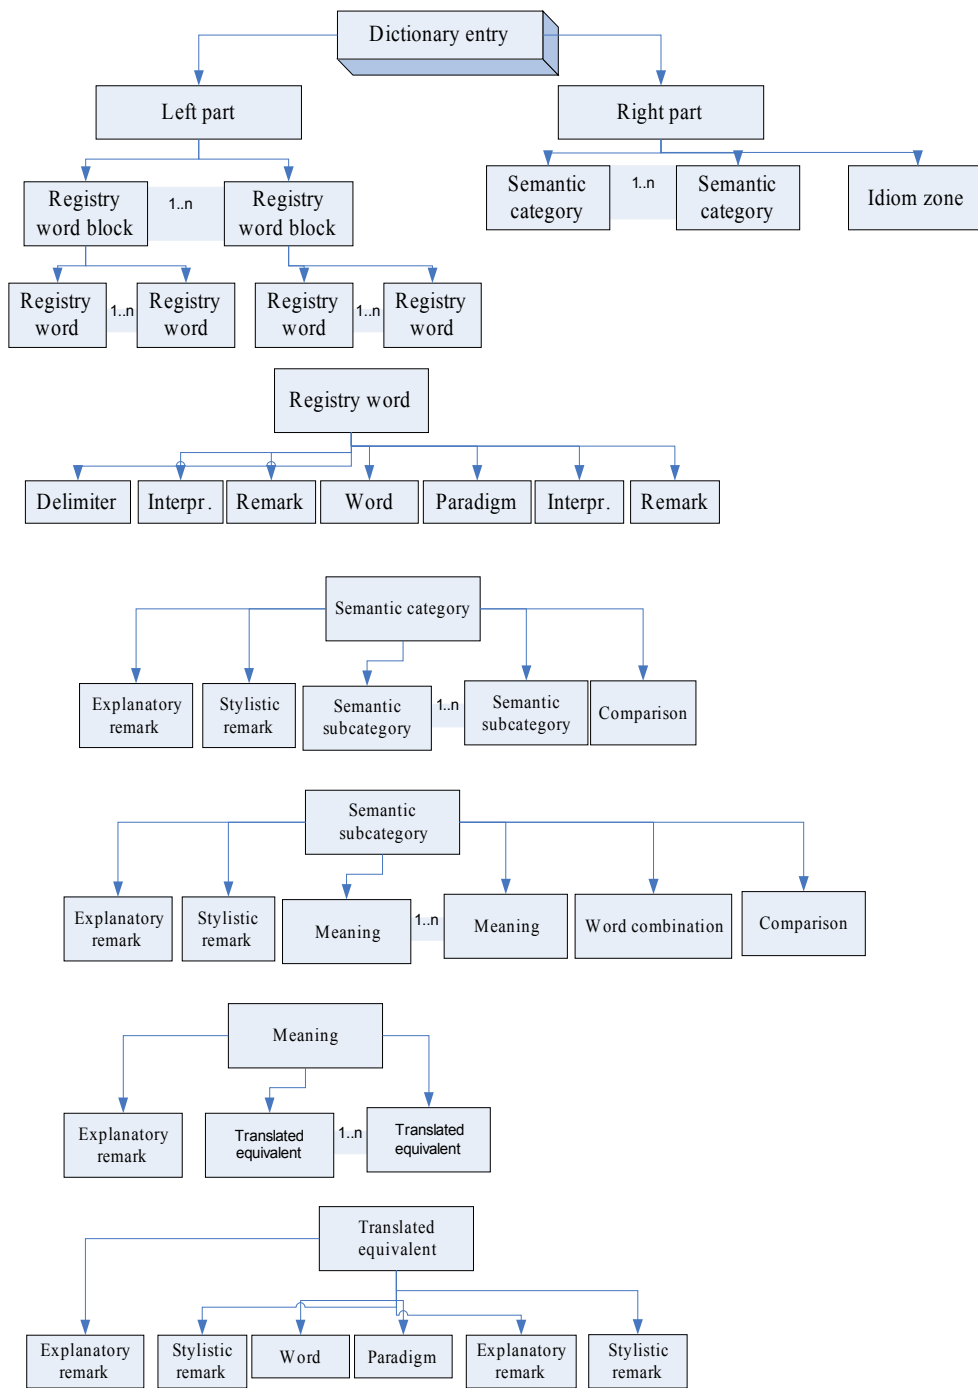 Dictionary entry
Left part
Right part
Registry
word block
1..n
Registry
word block
Semantic
category
1..n
Semantic
category
Idiom zone
Registry
word
1..n
Registry
word
Registry
word
1..n
Registry
word
Registry word
Delimiter
Interpr.
Remark
Word
Paradigm
Interpr.
Remark
Semantic category
Explanatory
remark
Stylistic
remark
Semantic
subcategory
1..n
Semantic
subcategory
Comparison
Semantic
subcategory
Explanatory
remark
Stylistic
remark
Meaning
1..n
Meaning
Word combination
Comparison
Meaning
Explanatory
remark
Translated
equivalent
1..n
Translated
equivalent
Translated
equivalent
Explanatory
remark
Stylistic
remark
Word
Paradigm
Explanatory
remark
Stylistic
remark